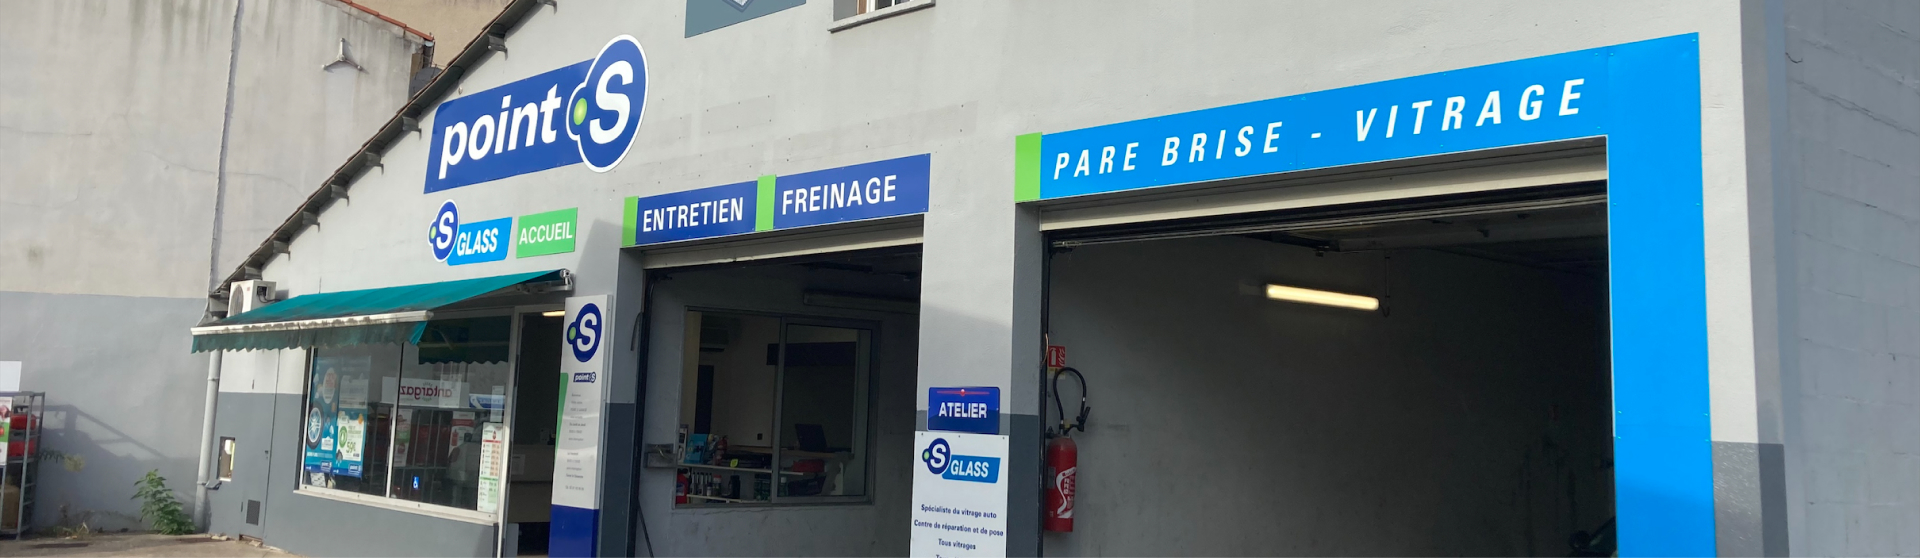 point S
S GLASS
ACCUEIL
ENTRETIEN
FREINAGE
PARE BRISE - VITRAGE
S
point S
antargaz
ATELIER
S GLASS
Spécialiste du vitrage auto
Centre de réparation et de pose
Tous vitrages